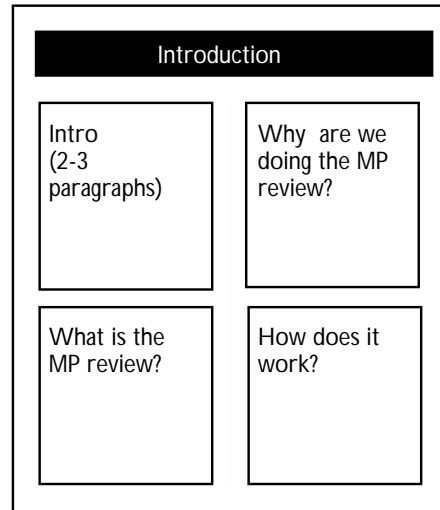 Introduction
Intro
(2-3
paragraphs)
Why are we
doing the MP
review?
What is the
MP review?
How does it
work?